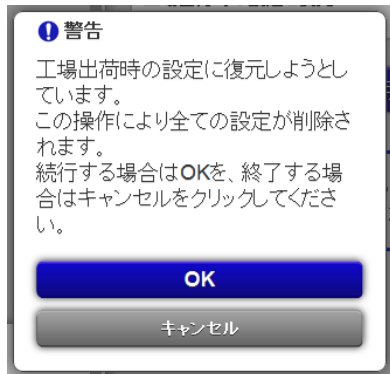 警告
工場出荷時の設定に復元しようとし
ています。
この操作により全ての設定が削除さ
れます。
続行する場合はOKを、終了する場
合はキャンセルをクリックしてくださ
い。
OK
キャンセル